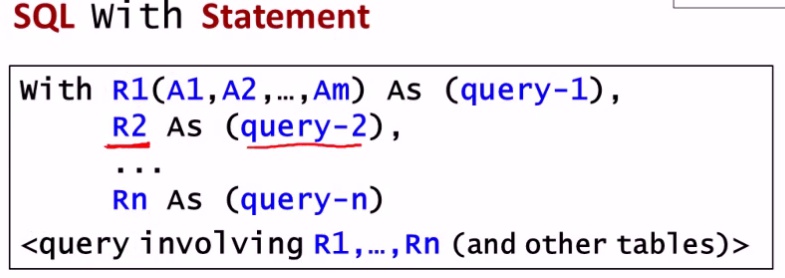 SQL With Statement
With R1(A1,A2,…,Am) As (query-1),
R2 As (query-2),
...
Rn As (query-n)
<query involving R1,…,Rn (and other tables)>